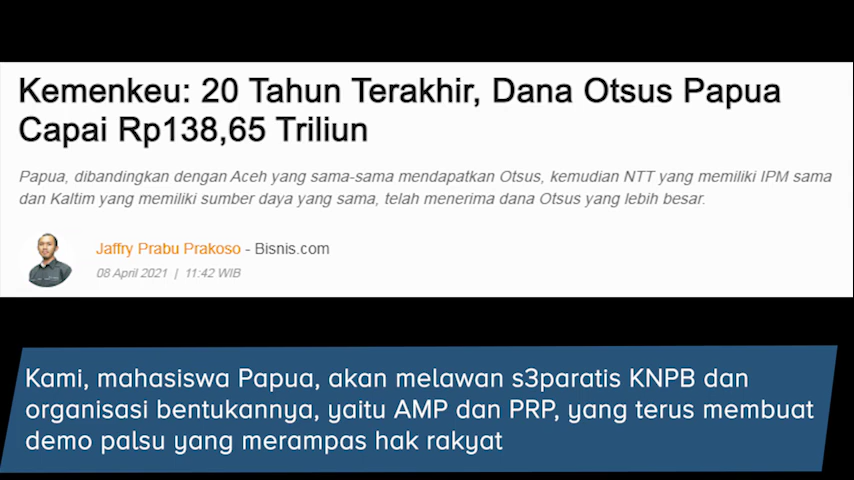 Kemenkeu: 20 Tahun Terakhir, Dana Otsus Papua
Capai Rp138,65 Triliun
Papua, dibandingkan dengan Aceh yang sama-sama mendapatkan Otsus, kemudian NTT yang memiliki IPM sama
dan Kaltim yang memiliki sumber daya yang sama, telah menerima dana Otsus yang lebih besar.
Jaffry Prabu Prakoso - Bisnis.com
08 April 2021 | 11:42 WIB
Kami, mahasiswa Papua, akan melawan s3paratis KNPB dan
organisasi bentukannya, yaitu AMP dan PRP, yang terus membuat
demo palsu yang merampas hak rakyat